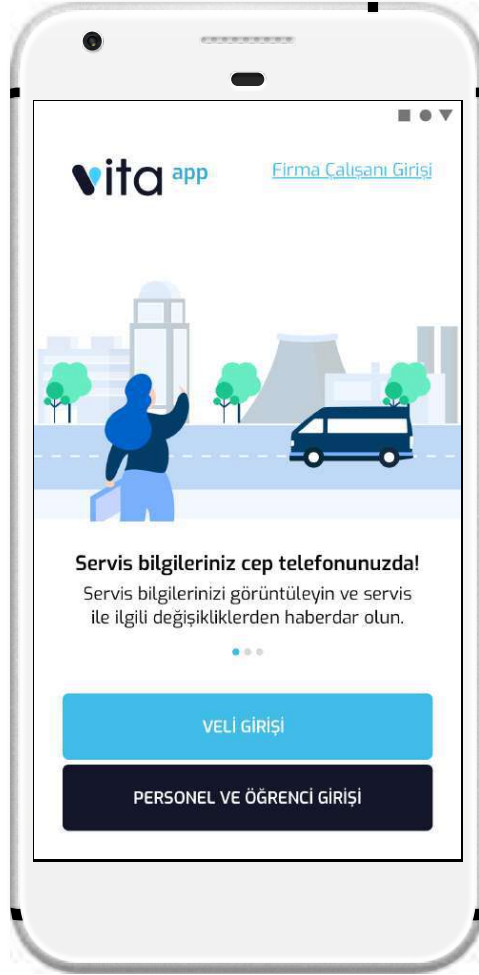 vita app
Firma Çalışanı Girişi
Servis bilgileriniz cep telefonunuzda!
Servis bilgilerinizi görüntüleyin ve servis
ile ilgili değişikliklerden haberdar olun.
VELİ GİRİŞİ
PERSONEL VE ÖĞRENCİ GİRİŞİ